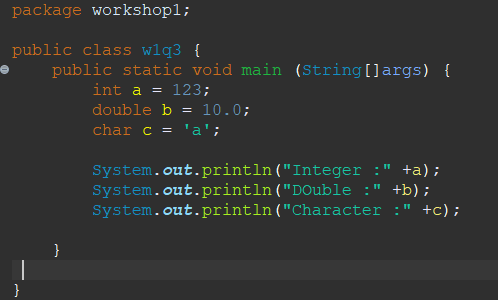 package workshop1;
public class w1q3 {
public static void main (String[]args) {
int a = 123;
double b = 10.0;
char c = 'a';
System.out.println("Integer :" +a);
System.out.println("DOuble :" +b);
System.out.println("Character :" +c);
}
}